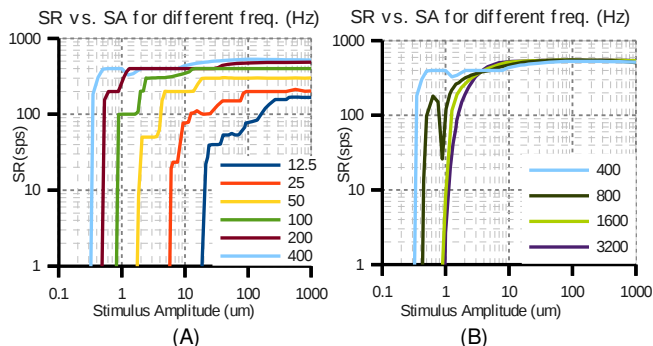 SR vs. SA for different freq. (Hz)
1000
100
10
1
SR (sps)
0.1 1 10 100 1000
Stimulus Amplitude (um)
12.5
25
50
100
200
400
(A)
SR vs. SA for different freq. (Hz)
1000
100
10
1
SR (sps)
0.1 1 10 100 1000
Stimulus Amplitude (um)
400
800
1600
3200
(B)